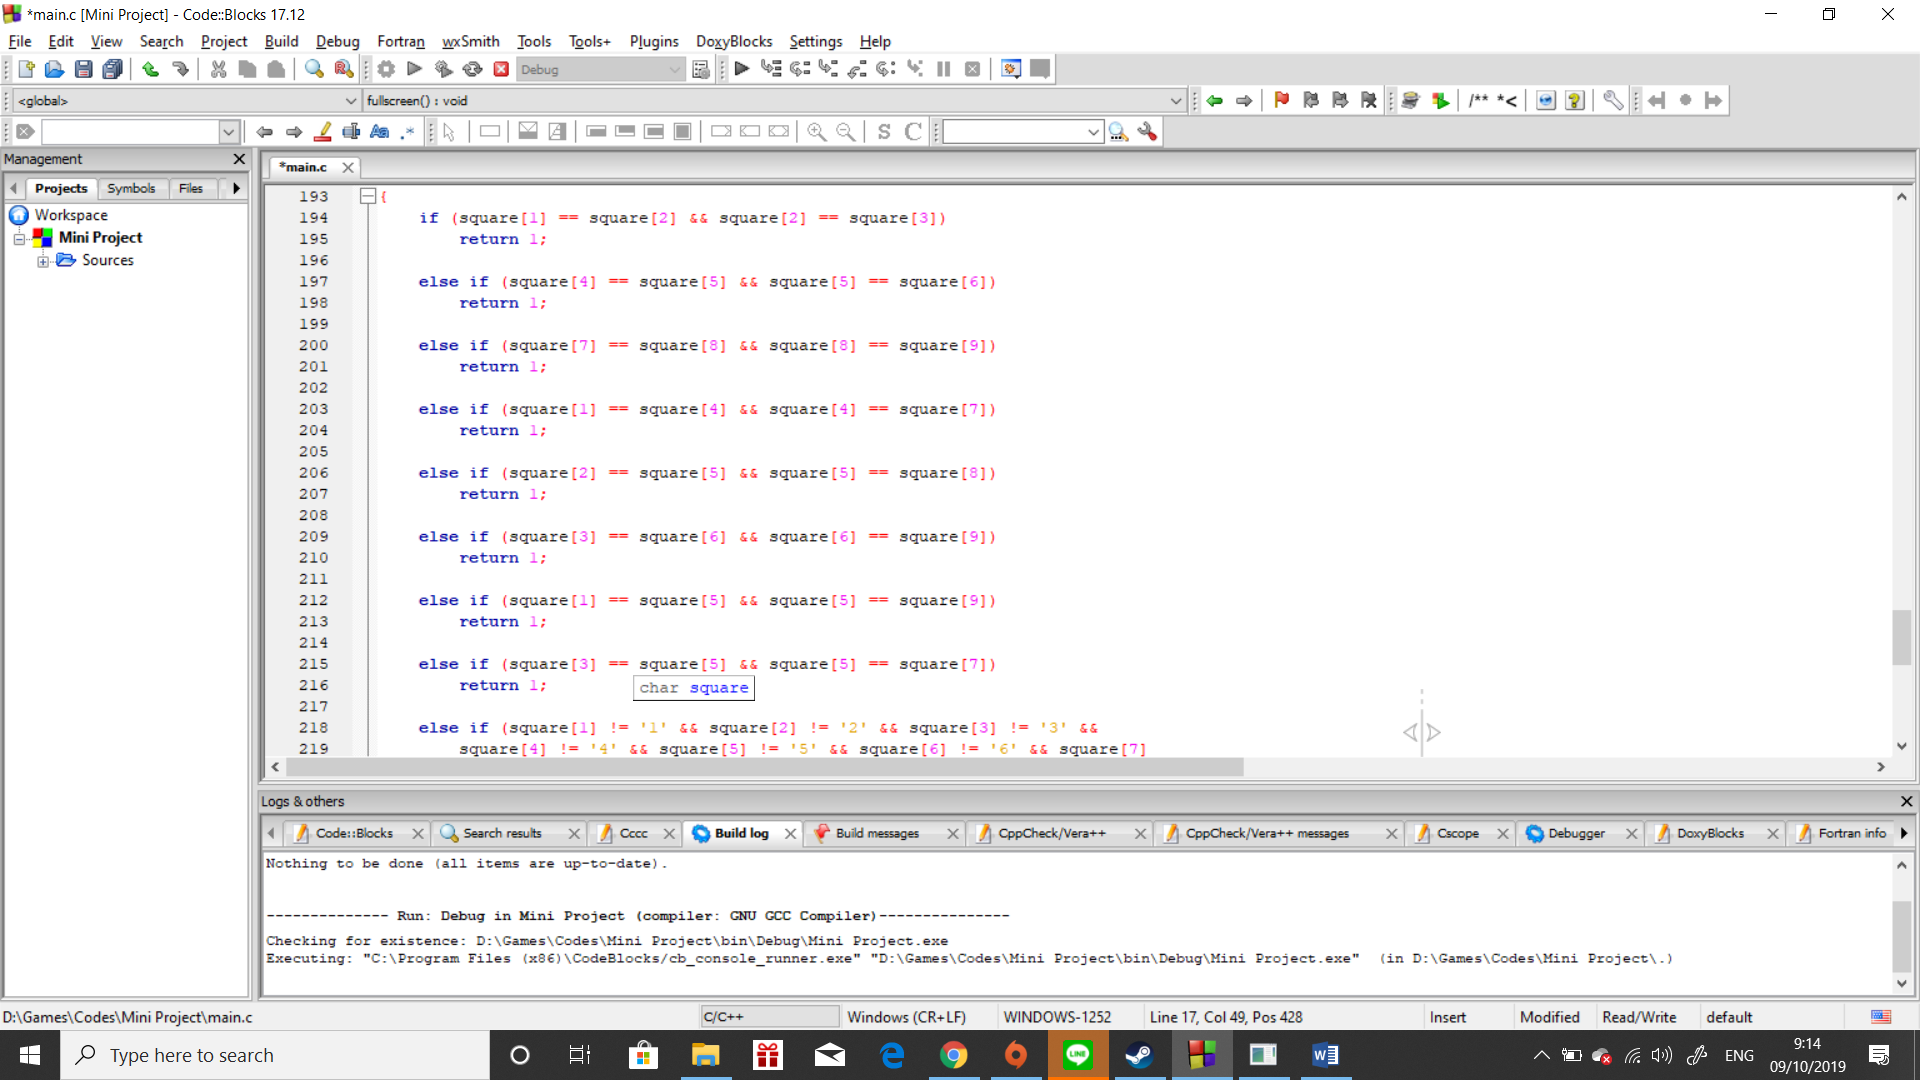 *main.c [Mini Project] - Code::Blocks 17.12
File Edit View Search Project Build Debug Fortran wxSmith Tools Tools+ Plugins DoxyBlocks Settings Help
Debug
<global> fullscreen() : void
/** *<
S C
Management
*main.c
Projects Symbols Files
Workspace
Mini Project
Sources
193 {
194 if (square[1] == square[2] && square[2] == square[3])
195 return 1;
196
197 else if (square[4] == square[5] && square[5] == square[6])
198 return 1;
199
200 else if (square[7] == square[8] && square[8] == square[9])
201 return 1;
202
203 else if (square[1] == square[4] && square[4] == square[7])
204 return 1;
205
206 else if (square[2] == square[5] && square[5] == square[8])
207 return 1;
208
209 else if (square[3] == square[6] && square[6] == square[9])
210 return 1;
211
212 else if (square[1] == square[5] && square[5] == square[9])
213 return 1;
214
215 else if (square[3] == square[5] && square[5] == square[7])
216 return 1;
char square
217
218 else if (square[1] != '1' && square[2] != '2' && square[3] != '3' &&
219 square[4] != '4' && square[5] != '5' && square[6] != '6' && square[7]
Logs & others
Code::Blocks Search results Cccc Build log Build messages CppCheck/Vera++ CppCheck/Vera++ messages Cscope Debugger DoxyBlocks Fortran info
Nothing to be done (all items are up-to-date).
-------------- Run: Debug in Mini Project (compiler: GNU GCC Compiler)---------------
Checking for existence: D:\Games\Codes\Mini Project\bin\Debug\Mini Project.exe
Executing: "C:\Program Files (x86)\CodeBlocks/cb_console_runner.exe" "D:\Games\Codes\Mini Project\bin\Debug\Mini Project.exe"  (in D:\Games\Codes\Mini Project\.)
D:\Games\Codes\Mini Project\main.c C/C++ Windows (CR+LF) WINDOWS-1252 Line 17, Col 49, Pos 428 Insert Modified Read/Write default
Type here to search
LINE
ENG
9:14
09/10/2019